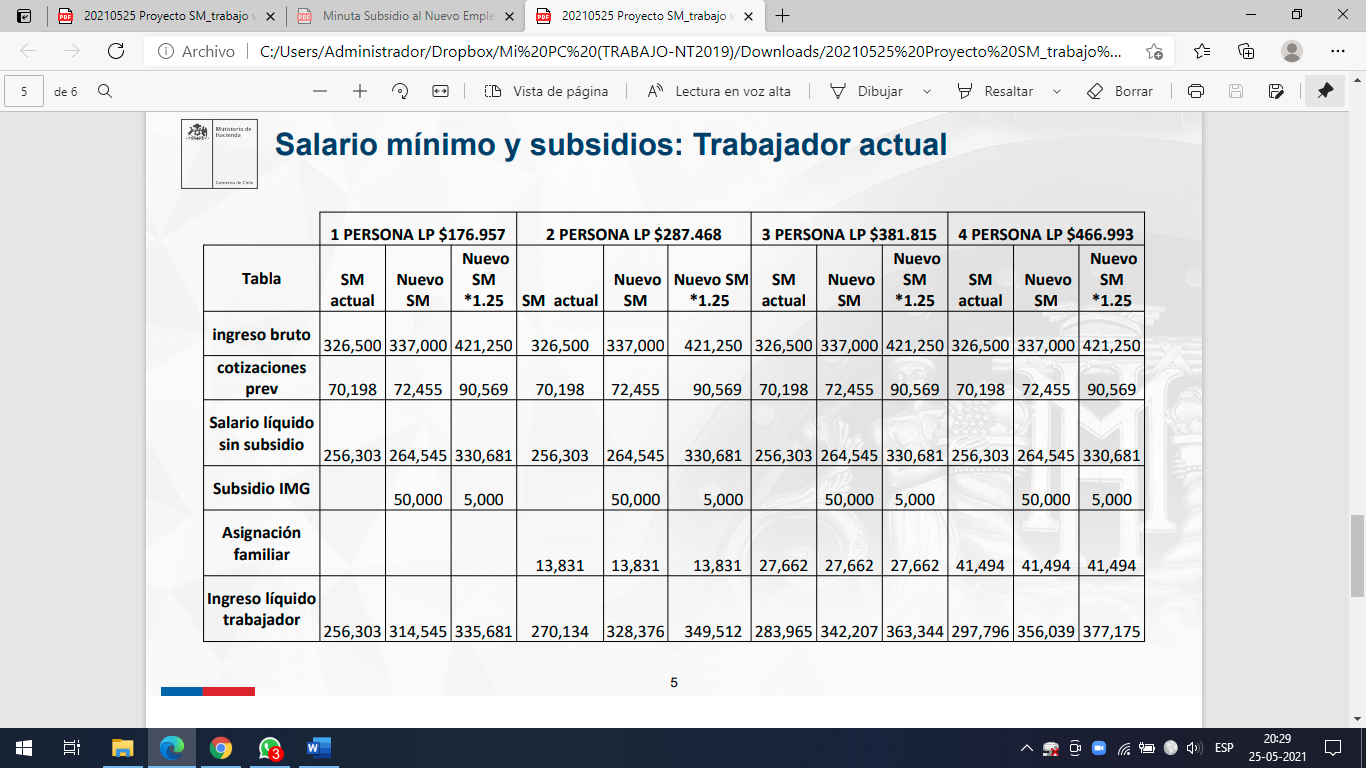 20210525 Proyecto SM_trabajo v
Minuta Subsidio al Nuevo Emple
20210525 Proyecto SM_trabajo v
Archivo
C:/Users/Administrador/Dropbox/Mi%20PC%20(TRABAJO-NT2019)/Downloads/20210525%20Proyecto%20SM_trabajo%...
5 de 6
Vista de página
Lectura en voz alta
Dibujar
Resaltar
Borrar
Ministerio de
Hacienda
Gobierno de Chile
Salario mínimo y subsidios: Trabajador actual
1 PERSONA LP $176.957 2 PERSONA LP $287.468 3 PERSONA LP $381.815 4 PERSONA LP $466.993
Tabla SM actual Nuevo SM Nuevo SM *1.25 SM actual Nuevo SM Nuevo SM *1.25 SM actual Nuevo SM Nuevo SM *1.25 SM actual Nuevo SM Nuevo SM *1.25
ingreso bruto 326,500 337,000 421,250 326,500 337,000 421,250 326,500 337,000 421,250 326,500 337,000 421,250
cotizaciones prev 70,198 72,455 90,569 70,198 72,455 90,569 70,198 72,455 90,569 70,198 72,455 90,569
Salario líquido sin subsidio 256,303 264,545 330,681 256,303 264,545 330,681 256,303 264,545 330,681 256,303 264,545 330,681
Subsidio IMG 50,000 5,000 50,000 5,000 50,000 5,000 50,000 5,000
Asignación familiar 13,831 13,831 13,831 27,662 27,662 27,662 41,494 41,494 41,494
Ingreso líquido trabajador 256,303 314,545 335,681 270,134 328,376 349,512 283,965 342,207 363,344 297,796 356,039 377,175
5
3
ESP
20:29
25-05-2021